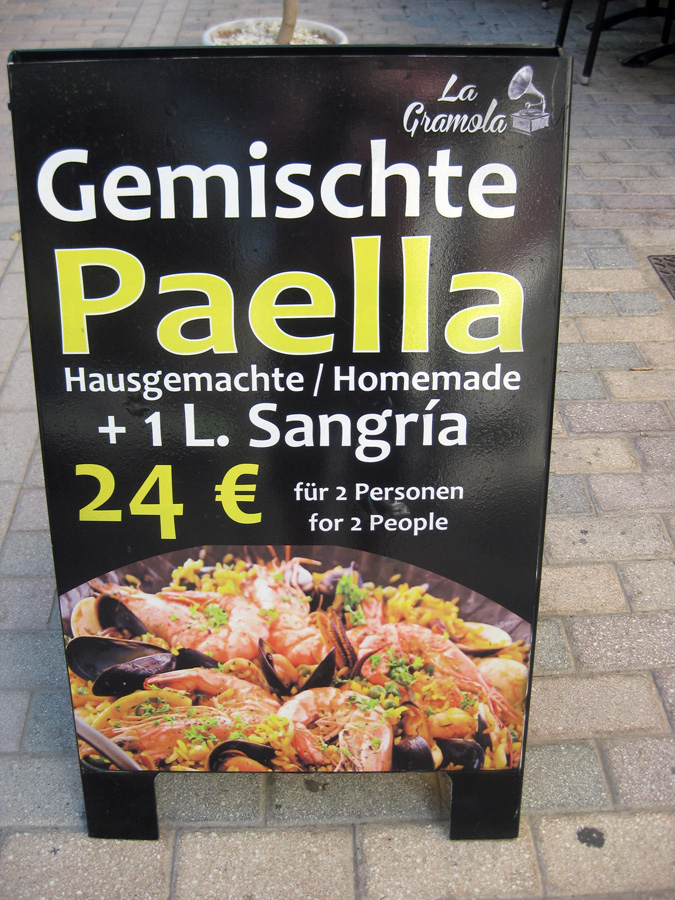 La
Gramola
Gemischte
Paella
Hausgemachte / Homemade
+ 1 L. Sangría
24 €
für 2 Personen
for 2 People